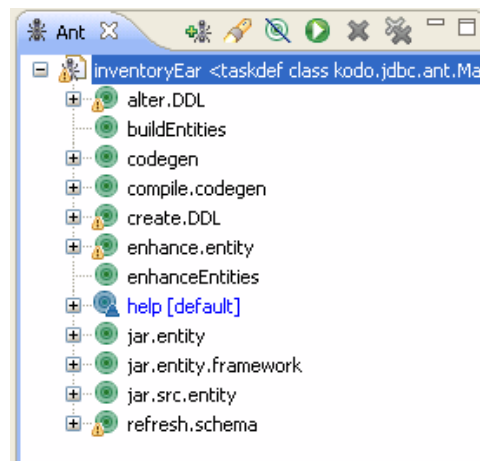 Ant
inventoryEar <taskdef class kodo.jdbc.ant.Ma
alter.DDL
buildEntities
codegen
compile.codegen
create.DDL
enhance.entity
enhanceEntities
help [default]
jar.entity
jar.entity.framework
jar.src.entity
refresh.schema